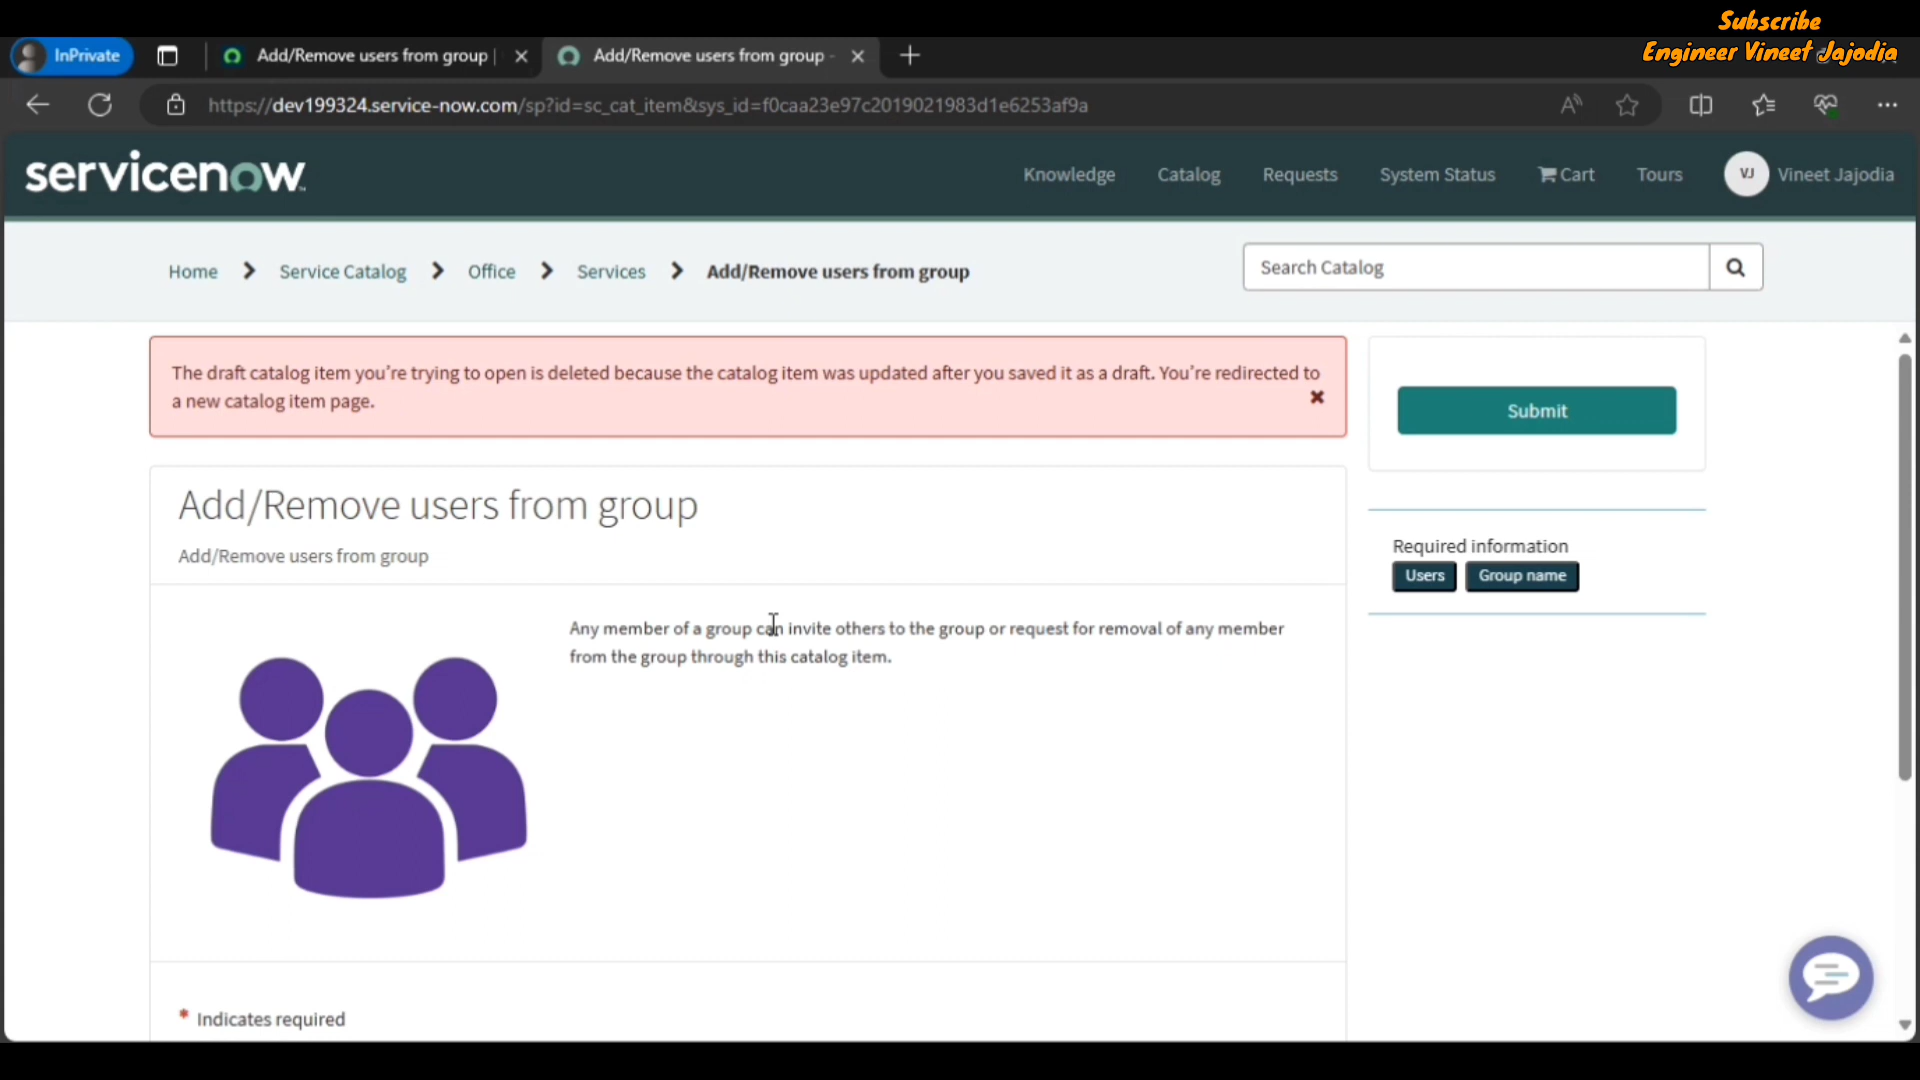 Subscribe
Engineer Vineet Jajodia
InPrivate
Add/Remove users from group |
Add/Remove users from group -
https://dev199324.service-now.com/sp?id=sc_cat_item&sys_id=f0caa23e97c2019021983d1e6253af9a
servicenow
Knowledge
Catalog
Requests
System Status
Cart
Tours
VJ
Vineet Jajodia
Home
Service Catalog
Office
Services
Add/Remove users from group
Search Catalog
The draft catalog item you're trying to open is deleted because the catalog item was updated after you saved it as a draft. You're redirected to
a new catalog item page.
Submit
Add/Remove users from group
Add/Remove users from group
Required information
Users
Group name
Any member of a group can invite others to the group or request for removal of any member
from the group through this catalog item.
* Indicates required